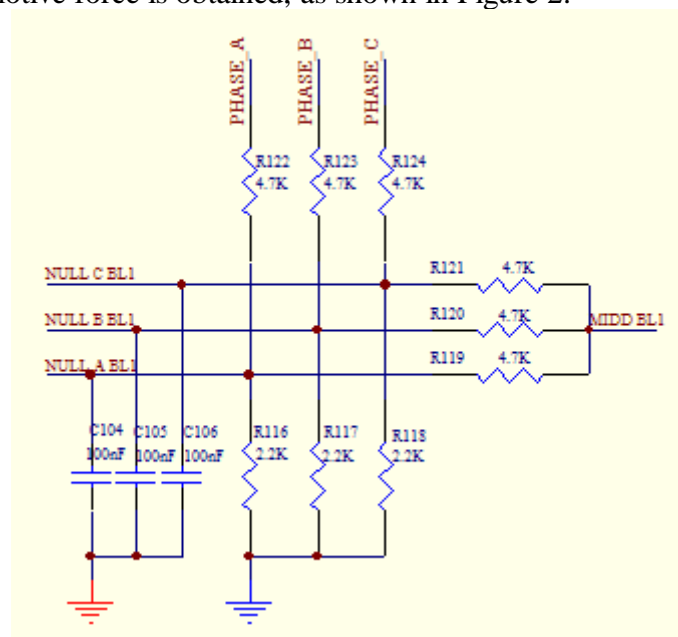 otive force is obtained, as shown in Figure 2.
PHASE_A
PHASE_B
PHASE_C
R122
4.7K
R123
4.7K
R124
4.7K
NULL C BL1
R121
4.7K
NULL B BL1
R120
4.7K
MIDD BL1
NULL A BL1
R119
4.7K
C104
100nF
C105
100nF
C106
100nF
R116
2.2K
R117
2.2K
R118
2.2K